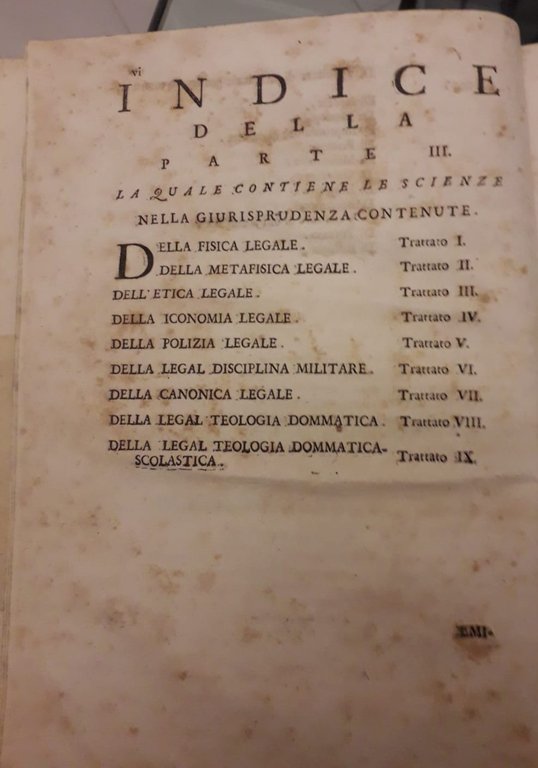 vi
INDICE
DELLA
PARTE III.
LA QUALE CONTIENE LE SCIENZE
NELLA GIURISPRUDENZA CONTENUTE.
DELLA FISICA LEGALE. Trattato I.
DELLA METAFISICA LEGALE. Trattato II.
DELL'ETICA LEGALE. Trattato III.
DELLA ICONOMIA LEGALE. Trattato IV.
DELLA POLIZIA LEGALE. Trattato V.
DELLA LEGAL DISCIPLINA MILITARE. Trattato VI.
DELLA CANONICA LEGALE. Trattato VII.
DELLA LEGAL TEOLOGIA DOMMATICA. Trattato VIII.
DELLA LEGAL TEOLOGIA DOMMATICA-
SCOLASTICA. Trattato IX.
EMI-